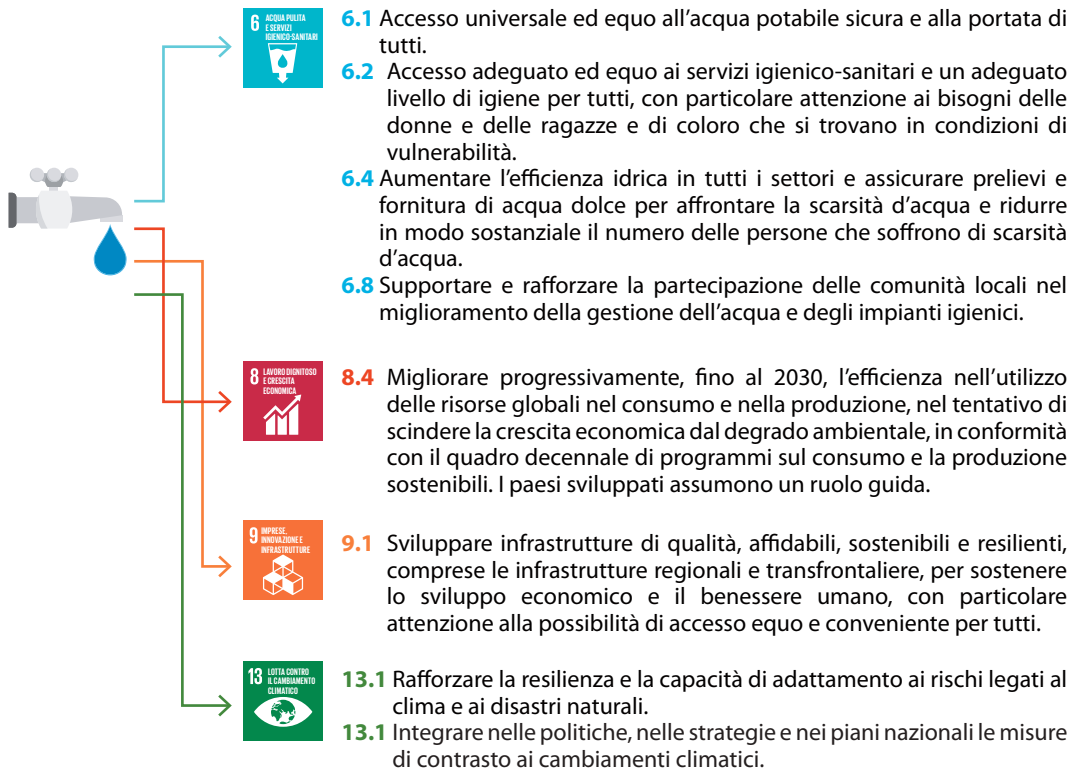 6 ACQUA PULITA
E SERVIZI
IGIENICO-SANITARI
6.1 Accesso universale ed equo all'acqua potabile sicura e alla portata di
tutti.
6.2 Accesso adeguato ed equo ai servizi igienico-sanitari e un adeguato
livello di igiene per tutti, con particolare attenzione ai bisogni delle
donne e delle ragazze e di coloro che si trovano in condizioni di
vulnerabilità.
6.4 Aumentare l'efficienza idrica in tutti i settori e assicurare prelievi e
fornitura di acqua dolce per affrontare la scarsità d'acqua e ridurre
in modo sostanziale il numero delle persone che soffrono di scarsità
d'acqua.
6.8 Supportare e rafforzare la partecipazione delle comunità locali nel
miglioramento della gestione dell'acqua e degli impianti igienici.
8 LAVORO DIGNITOSO
E CRESCITA
ECONOMICA
8.4 Migliorare progressivamente, fino al 2030, l'efficienza nell'utilizzo
delle risorse globali nel consumo e nella produzione, nel tentativo di
scindere la crescita economica dal degrado ambientale, in conformità
con il quadro decennale di programmi sul consumo e la produzione
sostenibili. I paesi sviluppati assumono un ruolo guida.
9 IMPRESE,
INNOVAZIONE E
INFRASTRUTTURE
9.1 Sviluppare infrastrutture di qualità, affidabili, sostenibili e resilienti,
comprese le infrastrutture regionali e transfrontaliere, per sostenere
lo sviluppo economico e il benessere umano, con particolare
attenzione alla possibilità di accesso equo e conveniente per tutti.
13 LOTTA CONTRO
IL CAMBIAMENTO
CLIMATICO
13.1 Rafforzare la resilienza e la capacità di adattamento ai rischi legati al
clima e ai disastri naturali.
13.1 Integrare nelle politiche, nelle strategie e nei piani nazionali le misure
di contrasto ai cambiamenti climatici.